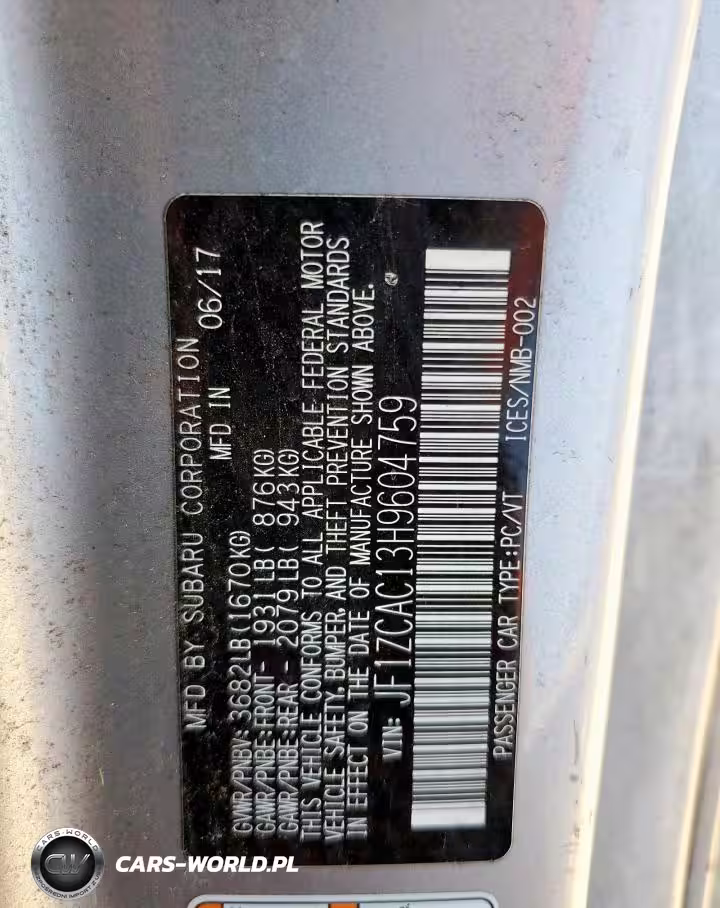 MFD BY SUBARU CORPORATION
MFD IN 06/17
GVWR/PNBV:3682LB(1670KG)
GAWR/PNBE:FRONT- 1931LB( 876KG)
GAWR/PNBE:REAR - 2079LB( 943KG)
THIS VEHICLE CONFORMS TO ALL APPLICABLE FEDERAL MOTOR
VEHICLE SAFETY, BUMPER, AND THEFT PREVENTION STANDARDS
IN EFFECT ON THE DATE OF MANUFACTURE SHOWN ABOVE.
VIN: JF1ZCAC13H9604759
PASSENGER CAR TYPE:PC/VT ICES/NMB-002
CARS-WORLD
CW
CARS-WORLD.PL